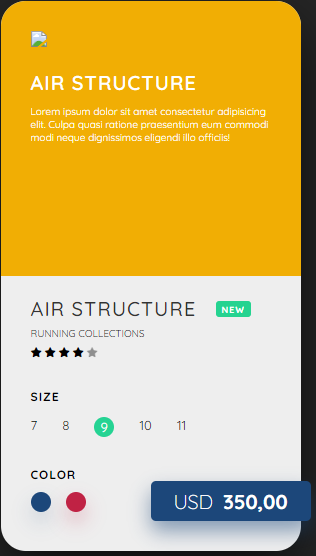 AIR STRUCTURE
Lorem ipsum dolor sit amet consectetur adipisicing
elit. Culpa quasi ratione praesentium eum commodi
modi neque dignissimos eligendi illo officiis!
AIR STRUCTURE NEW
RUNNING COLLECTIONS
SIZE
7 8 9 10 11
COLOR
USD 350,00